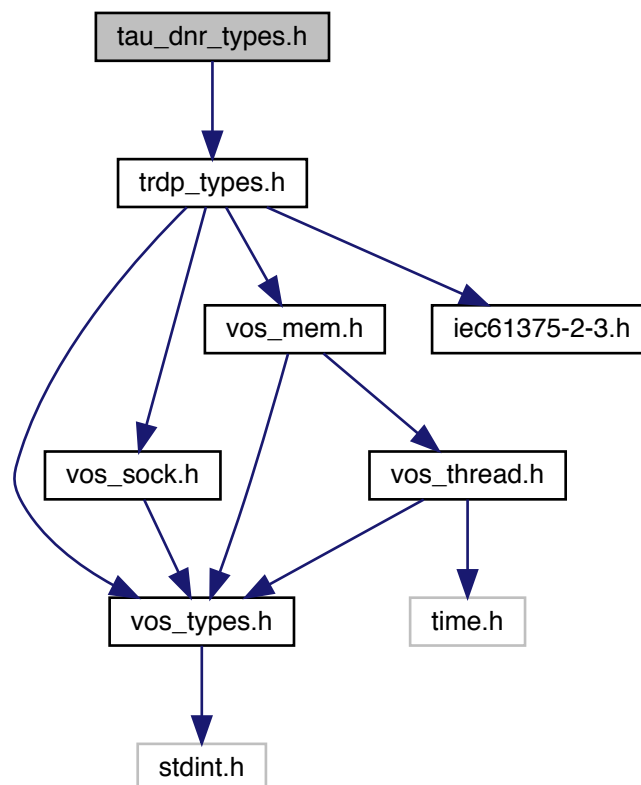 tau_dnr_types.h
trdp_types.h
vos_mem.h
iec61375-2-3.h
vos_sock.h
vos_thread.h
vos_types.h
time.h
stdint.h